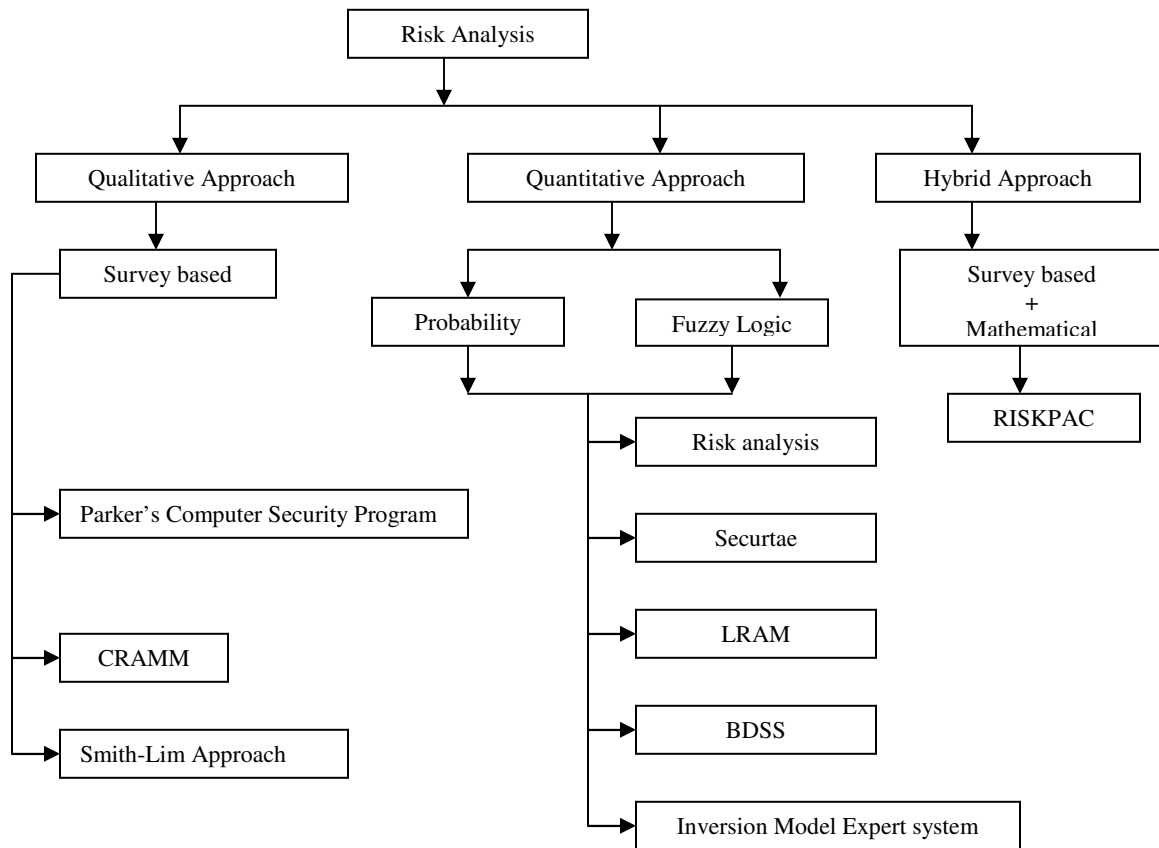 Risk Analysis
Qualitative Approach
Quantitative Approach
Hybrid Approach
Survey based
Survey based
+
Mathematical
Probability
Fuzzy Logic
RISKPAC
Risk analysis
Parker's Computer Security Program
Securtae
LRAM
CRAMM
BDSS
Smith-Lim Approach
Inversion Model Expert system